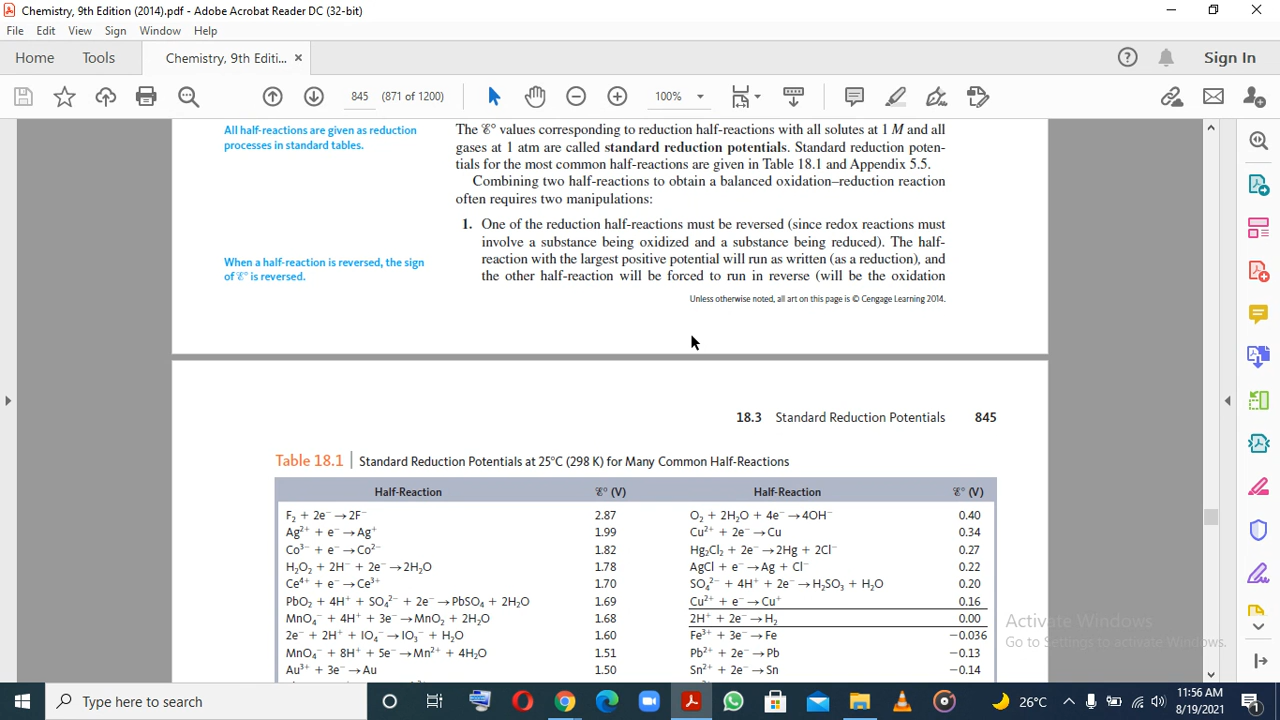 Chemistry, 9th Edition (2014).pdf - Adobe Acrobat Reader DC (32-bit)
File Edit View Sign Window Help
Home Tools Chemistry, 9th Editi... × Sign In
845 (871 of 1200) 100%
All half-reactions are given as reduction
processes in standard tables.
The ℰ° values corresponding to reduction half-reactions with all solutes at 1 M and all
gases at 1 atm are called standard reduction potentials. Standard reduction poten-
tials for the most common half-reactions are given in Table 18.1 and Appendix 5.5.
Combining two half-reactions to obtain a balanced oxidation–reduction reaction
often requires two manipulations:
1. One of the reduction half-reactions must be reversed (since redox reactions must
involve a substance being oxidized and a substance being reduced). The half-
reaction with the largest positive potential will run as written (as a reduction), and
the other half-reaction will be forced to run in reverse (will be the oxidation
When a half-reaction is reversed, the sign
of ℰ° is reversed.
Unless otherwise noted, all art on this page is © Cengage Learning 2014.
18.3 Standard Reduction Potentials 845
Table 18.1 | Standard Reduction Potentials at 25°C (298 K) for Many Common Half-Reactions
Half-Reaction ℰ° (V) Half-Reaction ℰ° (V)
F₂ + 2e⁻ → 2F⁻ 2.87 O₂ + 2H₂O + 4e⁻ → 4OH⁻ 0.40
Ag²⁺ + e⁻ → Ag⁺ 1.99 Cu²⁺ + 2e⁻ → Cu 0.34
Co³⁺ + e⁻ → Co²⁺ 1.82 Hg₂Cl₂ + 2e⁻ → 2Hg + 2Cl⁻ 0.27
H₂O₂ + 2H⁺ + 2e⁻ → 2H₂O 1.78 AgCl + e⁻ → Ag + Cl⁻ 0.22
Ce⁴⁺ + e⁻ → Ce³⁺ 1.70 SO₄²⁻ + 4H⁺ + 2e⁻ → H₂SO₃ + H₂O 0.20
PbO₂ + 4H⁺ + SO₄²⁻ + 2e⁻ → PbSO₄ + 2H₂O 1.69 Cu²⁺ + e⁻ → Cu⁺ 0.16
MnO₄⁻ + 4H⁺ + 3e⁻ → MnO₂ + 2H₂O 1.68 2H⁺ + 2e⁻ → H₂ 0.00
2e⁻ + 2H⁺ + IO₄⁻ → IO₃⁻ + H₂O 1.60 Fe³⁺ + 3e⁻ → Fe −0.036
MnO₄⁻ + 8H⁺ + 5e⁻ → Mn²⁺ + 4H₂O 1.51 Pb²⁺ + 2e⁻ → Pb −0.13
Au³⁺ + 3e⁻ → Au 1.50 Sn²⁺ + 2e⁻ → Sn −0.14
Activate Windows
Go to Settings to activate Windows.
Type here to search
26°C
11:56 AM
8/19/2021
1